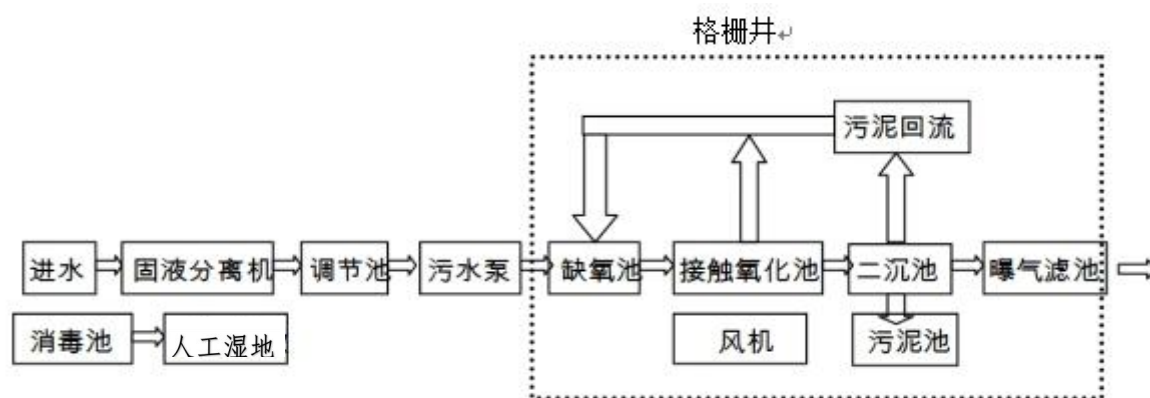 格栅井
污泥回流
进水
固液分离机
调节池
污水泵
缺氧池
接触氧化池
二沉池
曝气滤池
消毒池
人工湿地
风机
污泥池